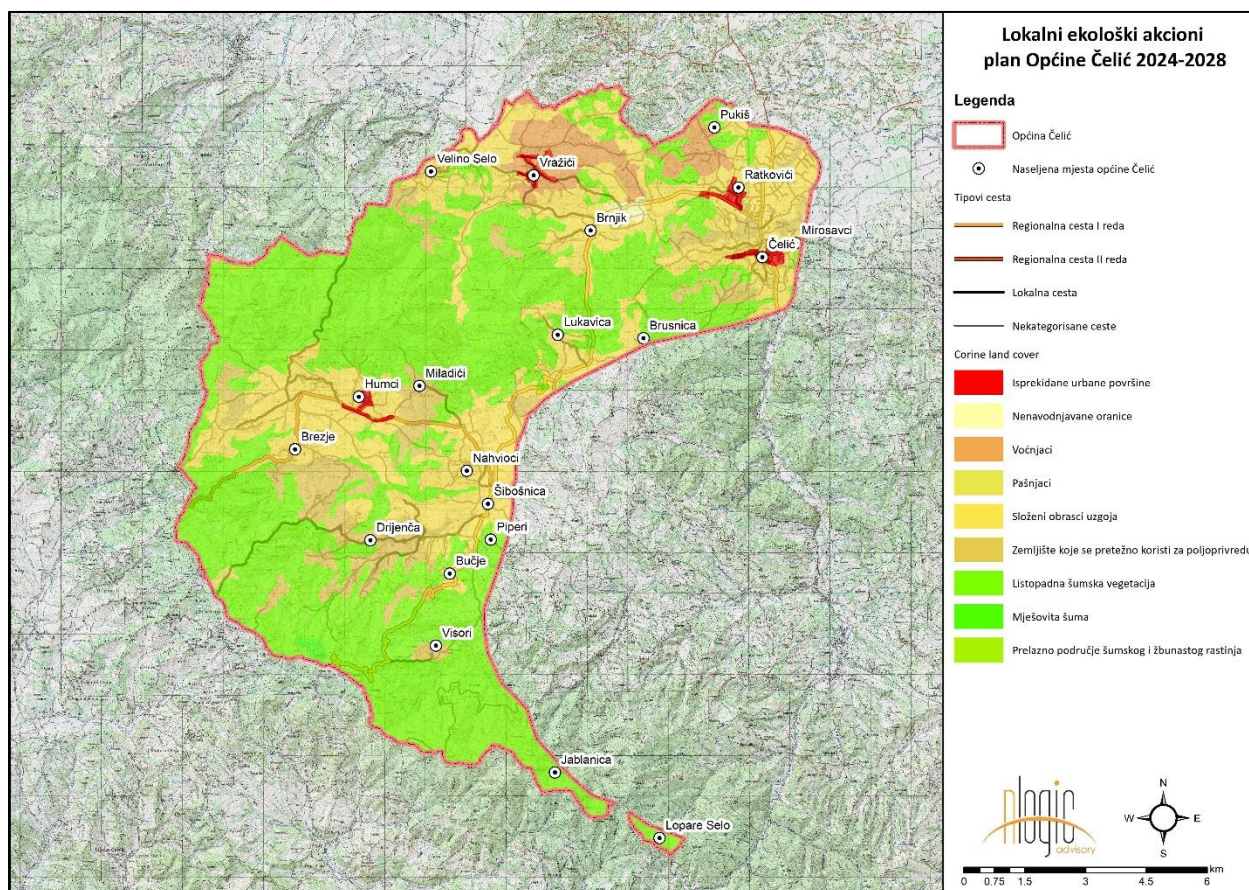 Lokalni ekološki akcioni
plan Općine Čelić 2024-2028
Legenda
Općina Čelić
Naseljena mjesta općine Čelić
Tipovi cesta
Regionalna cesta I reda
Regionalna cesta II reda
Lokalna cesta
Nekategorisane ceste
Corine land cover
Isprekidane urbane površine
Nenavodnjavane oranice
Voćnjaci
Pašnjaci
Složeni obrasci uzgoja
Zemljište koje se pretežno koristi za poljoprivredu
Listopadna šumska vegetacija
Mješovita šuma
Prelazno područje šumskog i žbunastog rastinja
nlogic
advisory
N
W
E
S
km
0 0.75 1.5 3 4.5 6
Pukiš
Velino Selo
Vražići
Ratkovići
Brnjik
Mirosavci
Čelić
Lukavica
Brusnica
Miladići
Humci
Brezje
Nahvioci
Šibošnica
Drijenča
Piperi
Bučje
Visori
Jablanica
Lopare Selo